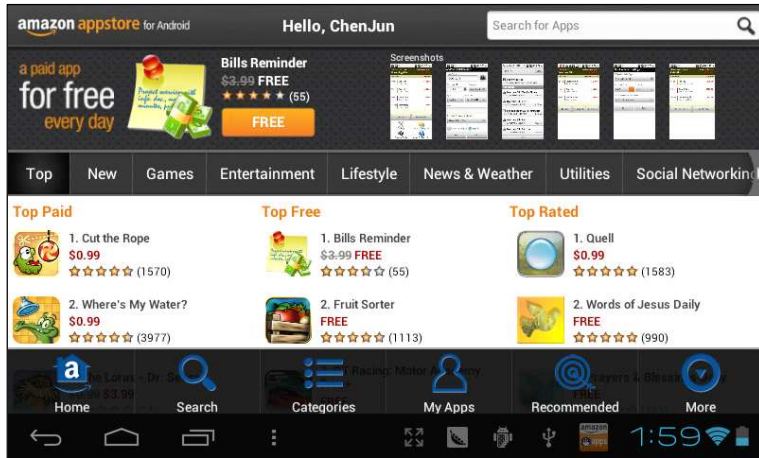 amazon appstore for Android
Hello, ChenJun
Search for Apps
a paid app
for free
every day
Bills Reminder
$3.99 FREE
(55)
FREE
Screenshots
Top
New
Games
Entertainment
Lifestyle
News & Weather
Utilities
Social Networkin
Top Paid
1. Cut the Rope
$0.99
(1570)
2. Where's My Water?
$0.99
(3977)
Top Free
1. Bills Reminder
$3.99 FREE
(55)
2. Fruit Sorter
FREE
(1113)
Top Rated
1. Quell
$0.99
(1583)
2. Words of Jesus Daily
FREE
(990)
Home
Search
Categories
My Apps
Recommended
More
amazon
apps
1:59